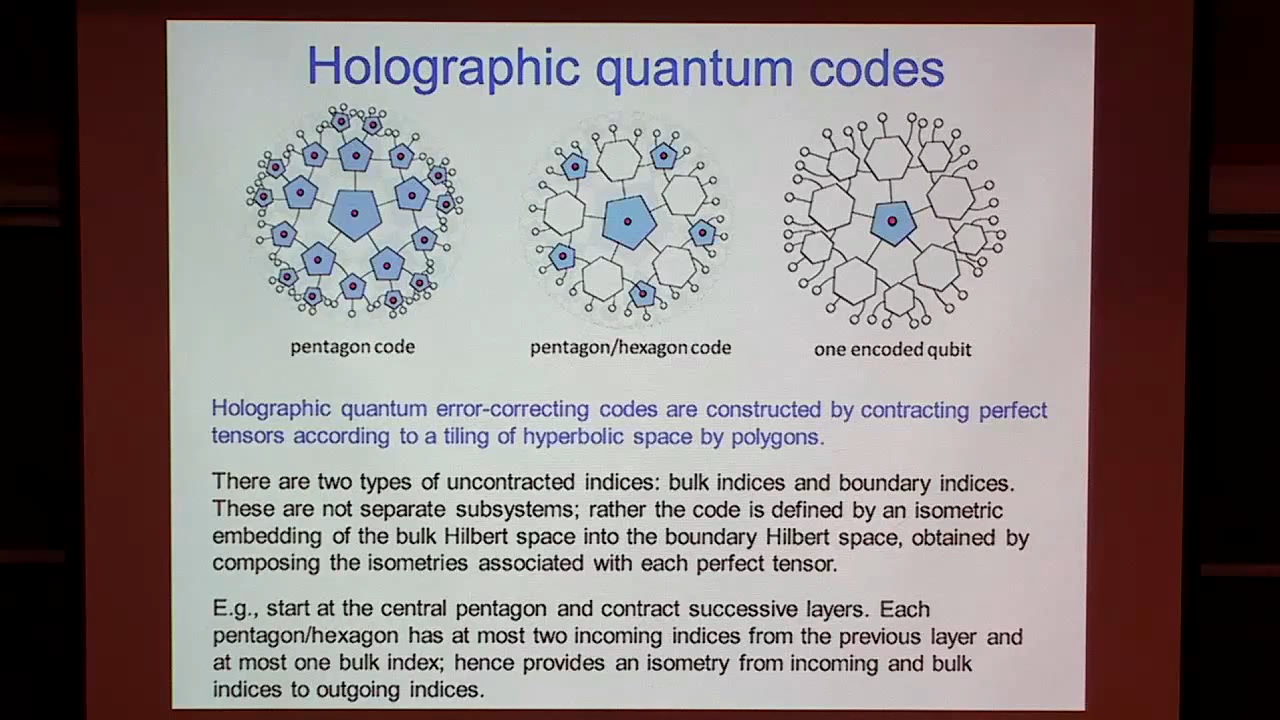 Holographic quantum codes
pentagon code
pentagon/hexagon code
one encoded qubit
Holographic quantum error-correcting codes are constructed by contracting perfect
tensors according to a tiling of hyperbolic space by polygons.
There are two types of uncontracted indices: bulk indices and boundary indices.
These are not separate subsystems; rather the code is defined by an isometric
embedding of the bulk Hilbert space into the boundary Hilbert space, obtained by
composing the isometries associated with each perfect tensor.
E.g., start at the central pentagon and contract successive layers. Each
pentagon/hexagon has at most two incoming indices from the previous layer and
at most one bulk index; hence provides an isometry from incoming and bulk
indices to outgoing indices.